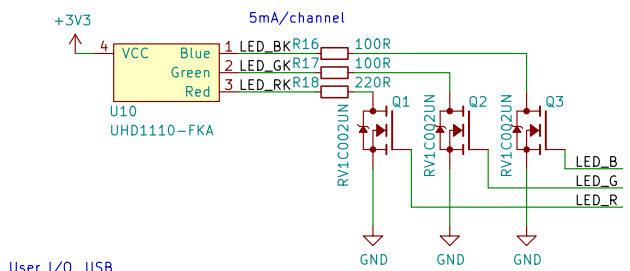 5mA/channel
+3V3
4 VCC Blue 1 LED_BK R16 100R
Green 2 LED_GK R17 100R
Red 3 LED_RK R18 220R
U10
UHD1110-FKA
Q1 Q2 Q3
RV1C002UN RV1C002UN RV1C002UN
LED_B
LED_G
LED_R
GND GND GND
User I/O, USB